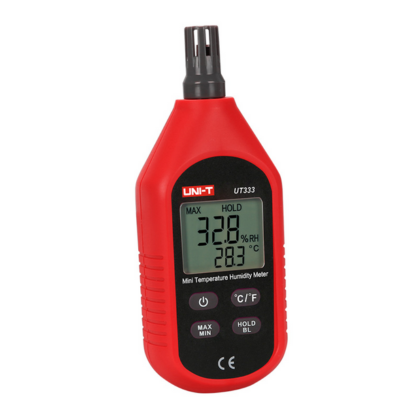 UNI-T UT333
MAX HOLD
32.8 %RH
28.3 °C
Mini Temperature Humidity Meter
°C/°F
MAX MIN
HOLD BL
CE